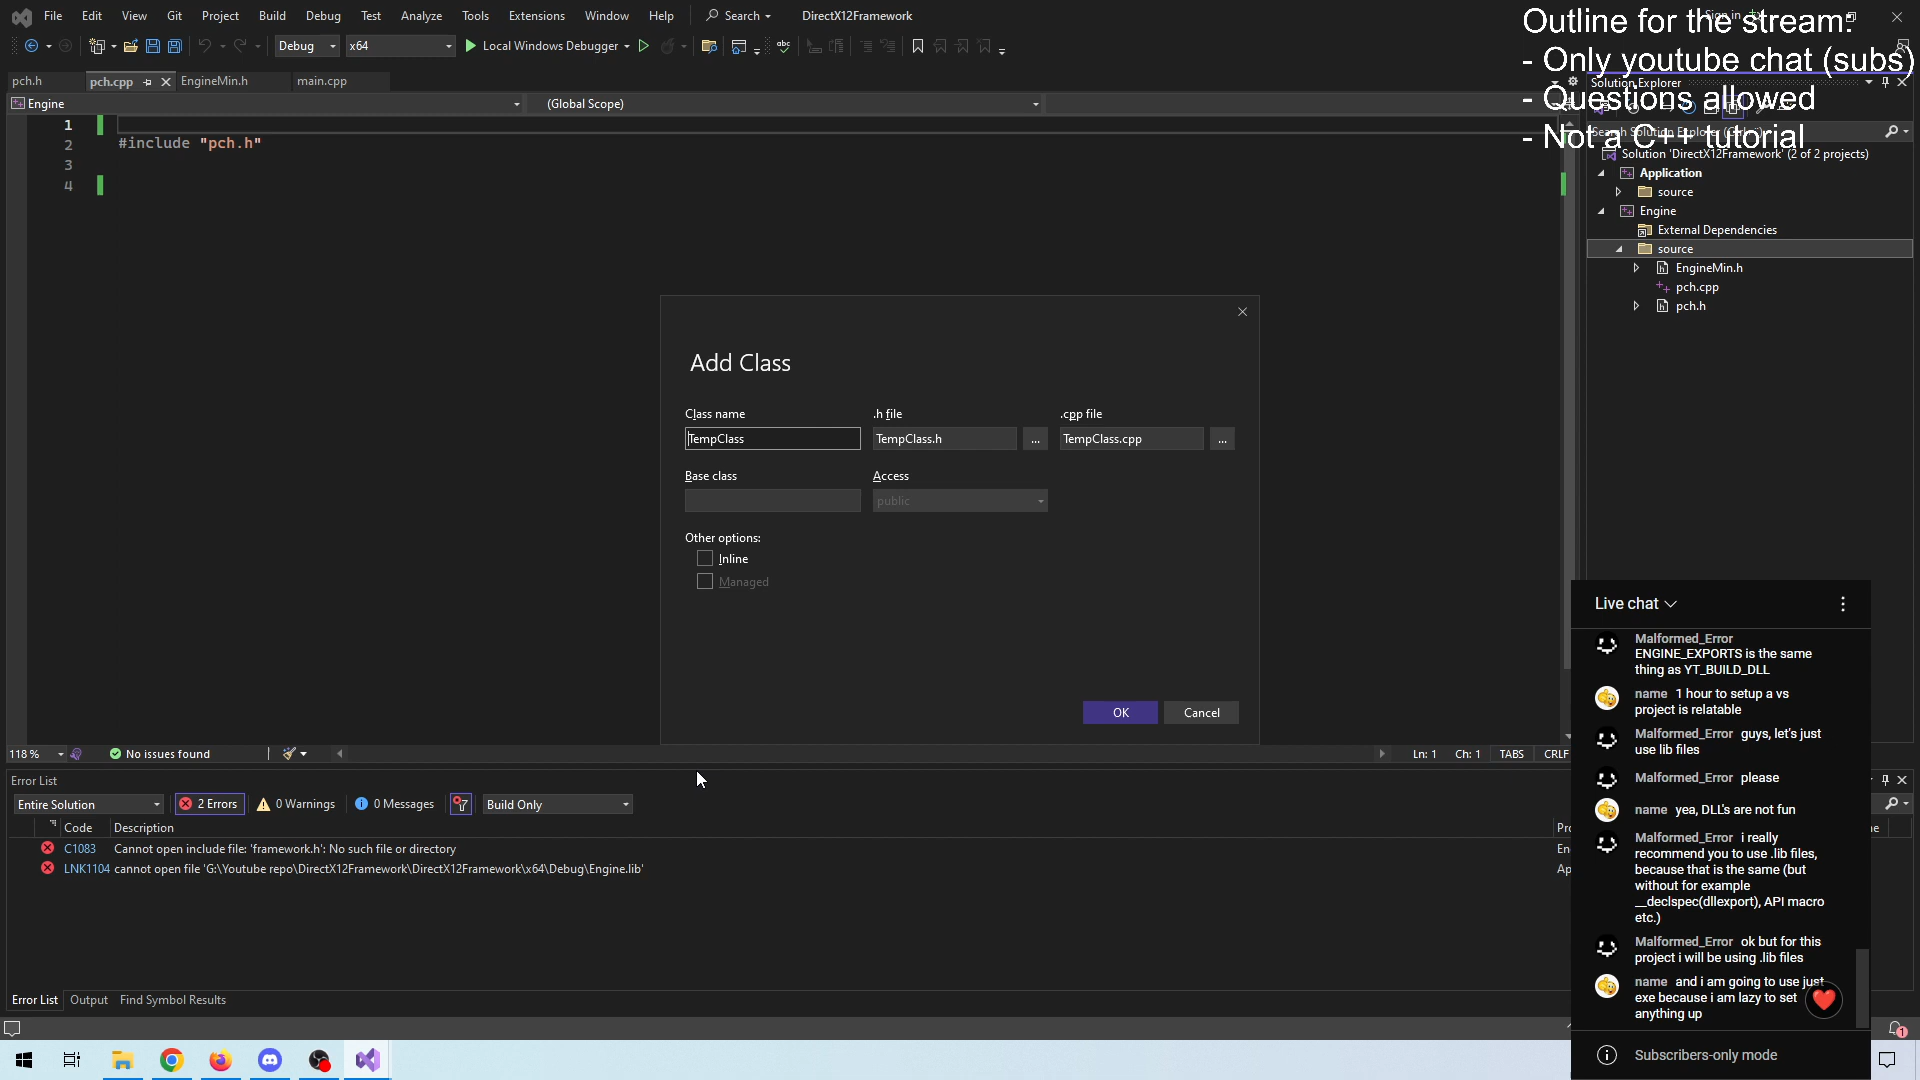 File Edit View Git Project Build Debug Test Analyze Tools Extensions Window Help Search DirectX12Framework
Outline for the stream:
- Only youtube chat (subs)
- Questions allowed
- Not a C++ tutorial
Sign in
Debug x64 Local Windows Debugger
pch.h pch.cpp EngineMin.h main.cpp
Engine (Global Scope)
1
2 #include "pch.h"
3
4
Solution Explorer
Solution 'DirectX12Framework' (2 of 2 projects)
Application
source
Engine
External Dependencies
source
EngineMin.h
pch.cpp
pch.h
Add Class
Class name .h file .cpp file
TempClass TempClass.h ... TempClass.cpp ...
Base class Access
public
Other options:
Inline
Managed
OK Cancel
118 % No issues found Ln: 1 Ch: 1 TABS CRLF
Error List
Entire Solution 2 Errors 0 Warnings 0 Messages Build Only
Code Description
C1083 Cannot open include file: 'framework.h': No such file or directory
LNK1104 cannot open file 'G:\Youtube repo\DirectX12Framework\DirectX12Framework\x64\Debug\Engine.lib'
Error List Output Find Symbol Results
Live chat
Malformed_Error
ENGINE_EXPORTS is the same
thing as YT_BUILD_DLL
name 1 hour to setup a vs
project is relatable
Malformed_Error guys, let's just
use lib files
Malformed_Error please
name yea, DLL's are not fun
Malformed_Error i really
recommend you to use .lib files,
because that is the same (but
without for example
__declspec(dllexport), API macro
etc.)
Malformed_Error ok but for this
project i will be using .lib files
name and i am going to use just
exe because i am lazy to set
anything up
Subscribers-only mode
1